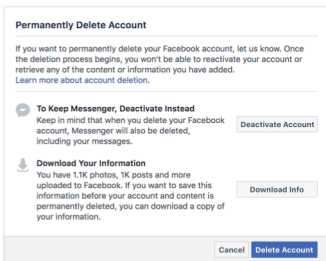 Permanently Delete Account
If you want to permanently delete your Facebook account, let us know. Once
the deletion process begins, you won't be able to reactivate your account or
retrieve any of the content or information you have added.
Learn more about account deletion.
To Keep Messenger, Deactivate Instead
Keep in mind that when you delete your Facebook
account, Messenger will also be deleted,
including your messages.
Deactivate Account
Download Your Information
You have 1.1K photos, 1K posts and more
uploaded to Facebook. If you want to save this
information before your account and content is
permanently deleted, you can download a copy of
your information.
Download Info
Cancel
Delete Account